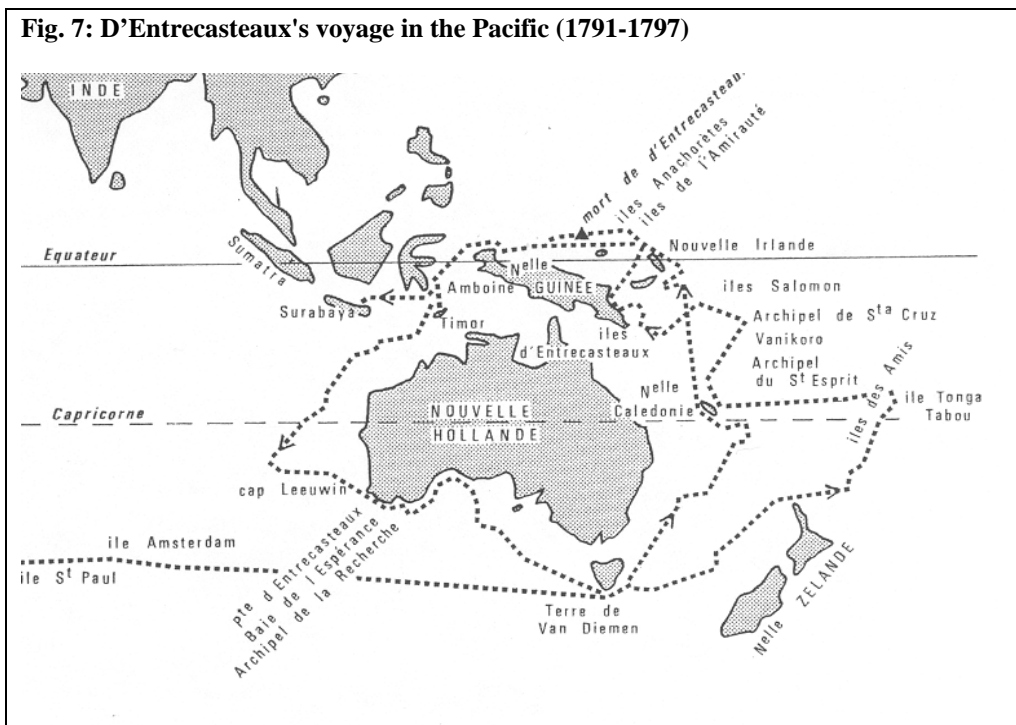 Fig. 7: D’Entrecasteaux's voyage in the Pacific (1791-1797)
INDE
mort de d'Entrecasteaux
iles Anachorètes
iles de l'Amirauté
Equateur
Sumatra
Nouvelle Irlande
Nelle
GUINÉE
Amboine
iles Salomon
Surabaya
Timor
Archipel de Sta Cruz
Vanikoro
iles
d'Entrecasteaux
Archipel
du St Esprit
iles des Amis
Nelle
Caledonie
ile Tonga
Tabou
Capricorne
NOUVELLE
HOLLANDE
cap Leeuwin
ile Amsterdam
ile St Paul
pte d'Entrecasteaux
Baie de l'Espérance
Archipel de la Recherche
Terre de
Van Diemen
Nelle ZELANDE